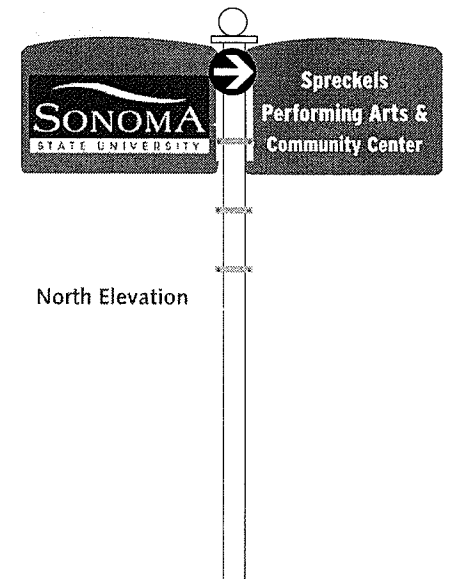 SONOMA
STATE UNIVERSITY
Spreckels
Performing Arts &
Community Center
North Elevation